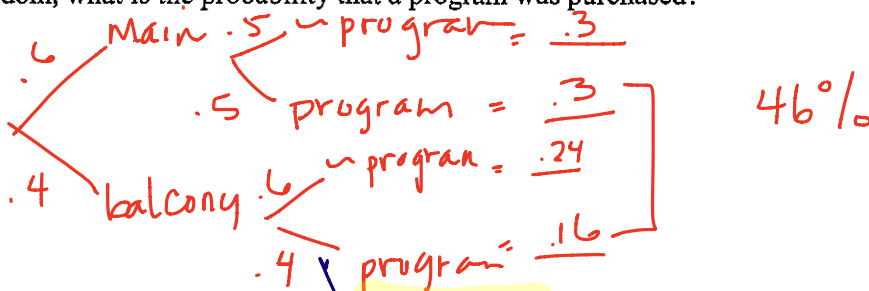 what is the probability that a program was purchased?
.6 Main .5 ~ program = .3
.5 program = .3 46%
.4 balcony .6 ~ program = .24
.4 program = .16